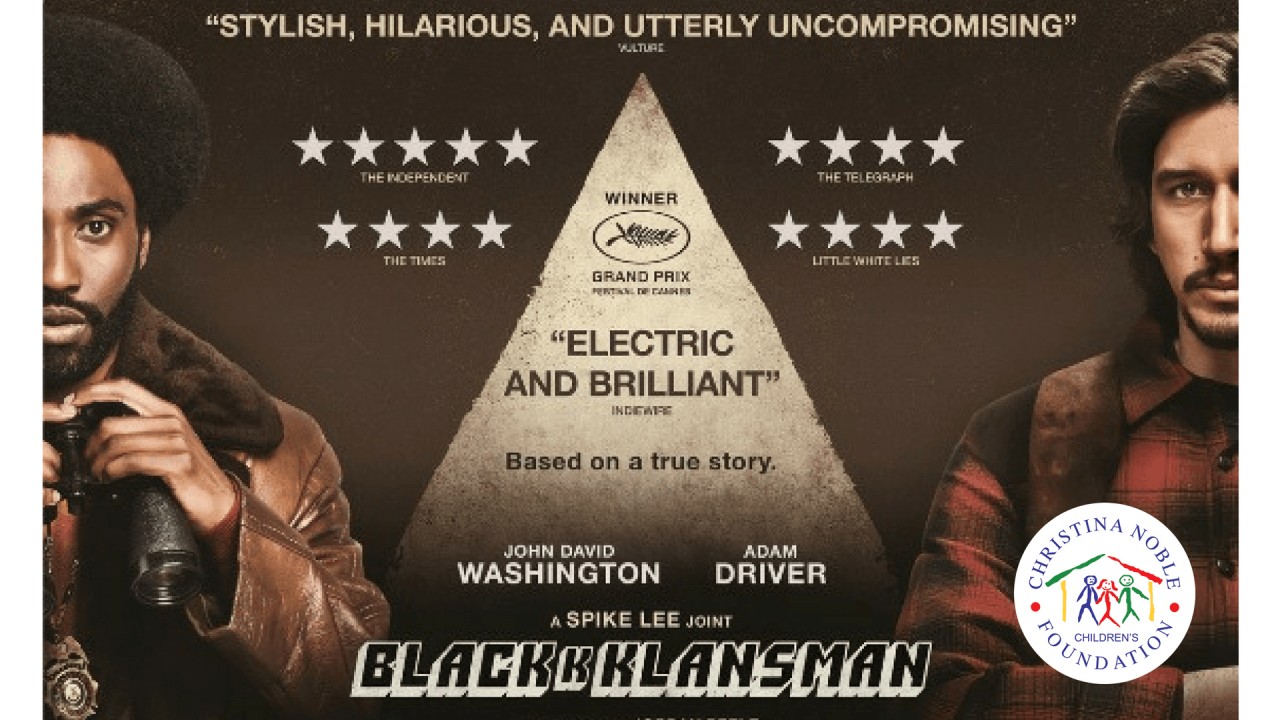 “STYLISH, HILARIOUS, AND UTTERLY UNCOMPROMISING”
VULTURE
THE INDEPENDENT
THE TELEGRAPH
THE TIMES
LITTLE WHITE LIES
WINNER
GRAND PRIX
FESTIVAL DE CANNES
“ELECTRIC
AND BRILLIANT”
INDIEWIRE
Based on a true story.
JOHN DAVID
WASHINGTON
ADAM
DRIVER
A SPIKE LEE JOINT
BLACKkKLANSMAN
CHRISTINA NOBLE
CHILDREN'S
FOUNDATION